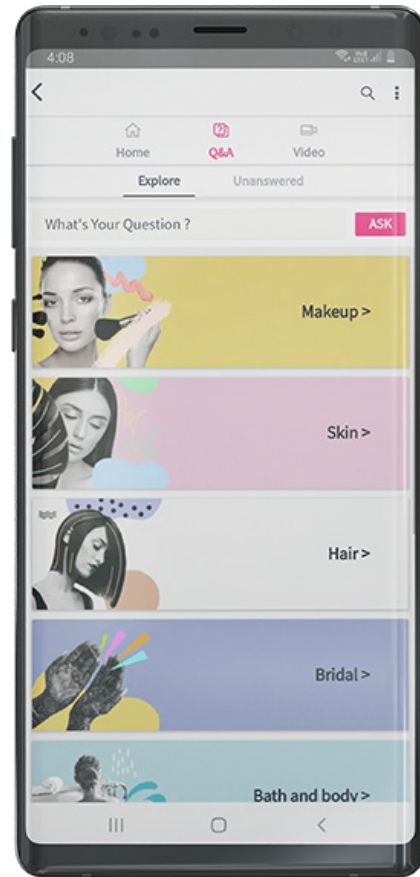 4:08
Home
Q&A
Video
Explore
Unanswered
What's Your Question ?
ASK
Makeup >
Skin >
Hair >
Bridal >
Bath and body >